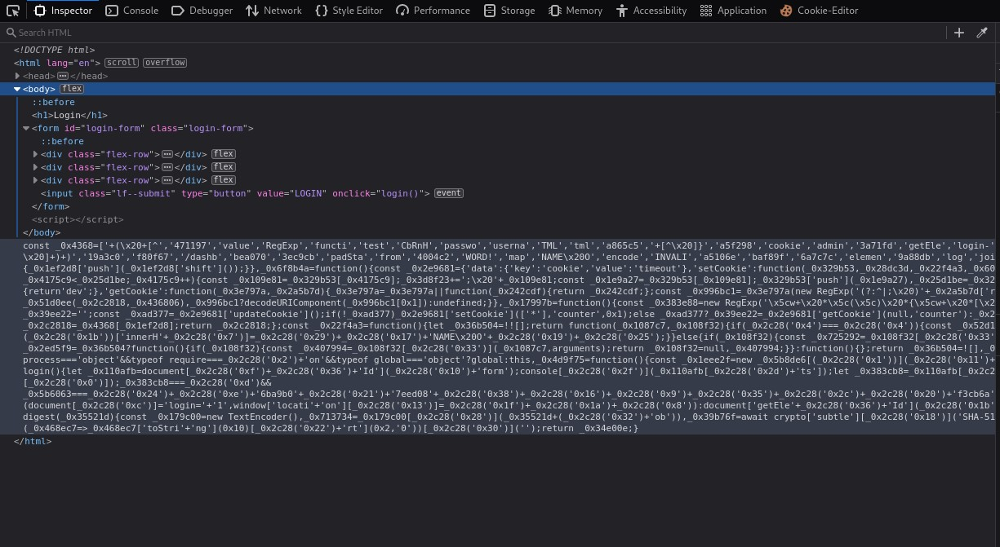 Inspector Console Debugger Network Style Editor Performance Storage Memory Accessibility Application Cookie-Editor
Search HTML
<!DOCTYPE html>
<html lang="en"> scroll overflow
<head> ••• </head>
<body> flex
::before
<h1>Login</h1>
<form id="login-form" class="login-form">
::before
<div class="flex-row"> ••• </div> flex
<div class="flex-row"> ••• </div> flex
<div class="flex-row"> ••• </div> flex
<input class="lf--submit" type="button" value="LOGIN" onclick="login()"> event
</form>
<script></script>
</body>
const _0x4368=['+(\x20+[^','471197','value','RegExp','functi','test','CbRnH','passwo','userna','TML','tml','a865c5','+[^\x20]}','a5f298','cookie','admin','3a71fd','getEle','login-'
\x20]+)+)','19a3c0','f80f67','/dashb','bea070','3ec9cb','padSta','from','4004c2','WORD!','map','NAME\x20O','encode','INVALI','a5106e','baf89f','6a7c7c','elemen','9a88db','log','joi
{_0x1ef2d8['push'](_0x1ef2d8['shift']());}},_0x6f8b4a=function(){const _0x2e9681={'data':{'key':'cookie','value':'timeout'},'setCookie':function(_0x329b53,_0x28dc3d,_0x22f4a3,_0x60
_0x4175c9<_0x25d1be;_0x4175c9++){const _0x109e81=_0x329b53[_0x4175c9];_0x3d8f23+=';\x20'+_0x109e81;const _0x1e9a27=_0x329b53[_0x109e81];_0x329b53['push'](_0x1e9a27),_0x25d1be=_0x32
{return'dev';},'getCookie':function(_0x3e797a,_0x2a5b7d){_0x3e797a=_0x3e797a||function(_0x242cdf){return _0x242cdf;};const _0x996bc1=_0x3e797a(new RegExp('(?:^|;\x20)'+_0x2a5b7d['r
_0x51d0ee(_0x2c2818,_0x436806),_0x996bc1?decodeURIComponent(_0x996bc1[0x1]):undefined;}},_0x17997b=function(){const _0x383e88=new RegExp('\x5cw+\x20*\x5c(\x5c)\x20*{\x5cw+\x20*[\x2
_0x39ee22='';const _0xad377=_0x2e9681['updateCookie']();if(!_0xad377)_0x2e9681['setCookie'](['*'],'counter',0x1);else _0xad377?_0x39ee22=_0x2e9681['getCookie'](null,'counter'):_0x2
_0x2c2818=_0x4368[_0x1ef2d8];return _0x2c2818;};const _0x22f4a3=function(){let _0x36b504=!![];return function(_0x1087c7,_0x108f32){if(_0x2c28('0x4')===_0x2c28('0x4')){const _0x52d1
(_0x2c28('0x1b'))['innerH'+_0x2c28('0x7')]=_0x2c28('0x29')+_0x2c28('0x17')+'NAME\x20O'+_0x2c28('0x19')+_0x2c28('0x25');}}else{if(_0x108f32){const _0x725292=_0x108f32[_0x2c28('0x33'
_0x2ed5f9=_0x36b504?function(){if(_0x108f32){const _0x407994=_0x108f32[_0x2c28('0x33')](_0x1087c7,arguments);return _0x108f32=null,_0x407994;}}:function(){};return _0x36b504=![],_0
process==='object'&&typeof require===_0x2c28('0x2')+'on'&&typeof global==='object'?global:this,_0x4d9f75=function(){const _0x1eee2f=new _0x5b8de6[(_0x2c28('0x1'))](_0x2c28('0x11')+
login(){let _0x110afb=document[_0x2c28('0xf')+_0x2c28('0x36')+'Id'](_0x2c28('0x10')+'form');console[_0x2c28('0x2f')](_0x110afb[_0x2c28('0x2d')+'ts']);let _0x383cb8=_0x110afb[_0x2c2
[_0x2c28('0x0')]);_0x383cb8===_0x2c28('0xd')&&
_0x5b6063===_0x2c28('0x24')+_0x2c28('0xe')+'6ba9b0'+_0x2c28('0x21')+'7eed08'+_0x2c28('0x38')+_0x2c28('0x16')+_0x2c28('0x9')+_0x2c28('0x35')+_0x2c28('0x2c')+_0x2c28('0x20')+'f3cb6a'
(document[_0x2c28('0xc')]='login='+'1',window['locati'+'on'][_0x2c28('0x13')]=_0x2c28('0x1f')+_0x2c28('0x1a')+_0x2c28('0x8')):document['getEle'+_0x2c28('0x36')+'Id'](_0x2c28('0x1b'
digest(_0x35521d){const _0x179c00=new TextEncoder(),_0x713734=_0x179c00[_0x2c28('0x28')](_0x35521d+(_0x2c28('0x32')+'ob')),_0x39b76f=await crypto['subtle'][_0x2c28('0x18')]('SHA-51
(_0x468ec7=>_0x468ec7['toStri'+'ng'](0x10)[_0x2c28('0x22')+'rt'](0x2,'0'))[_0x2c28('0x30')]('');return _0x34e00e;}
</html>